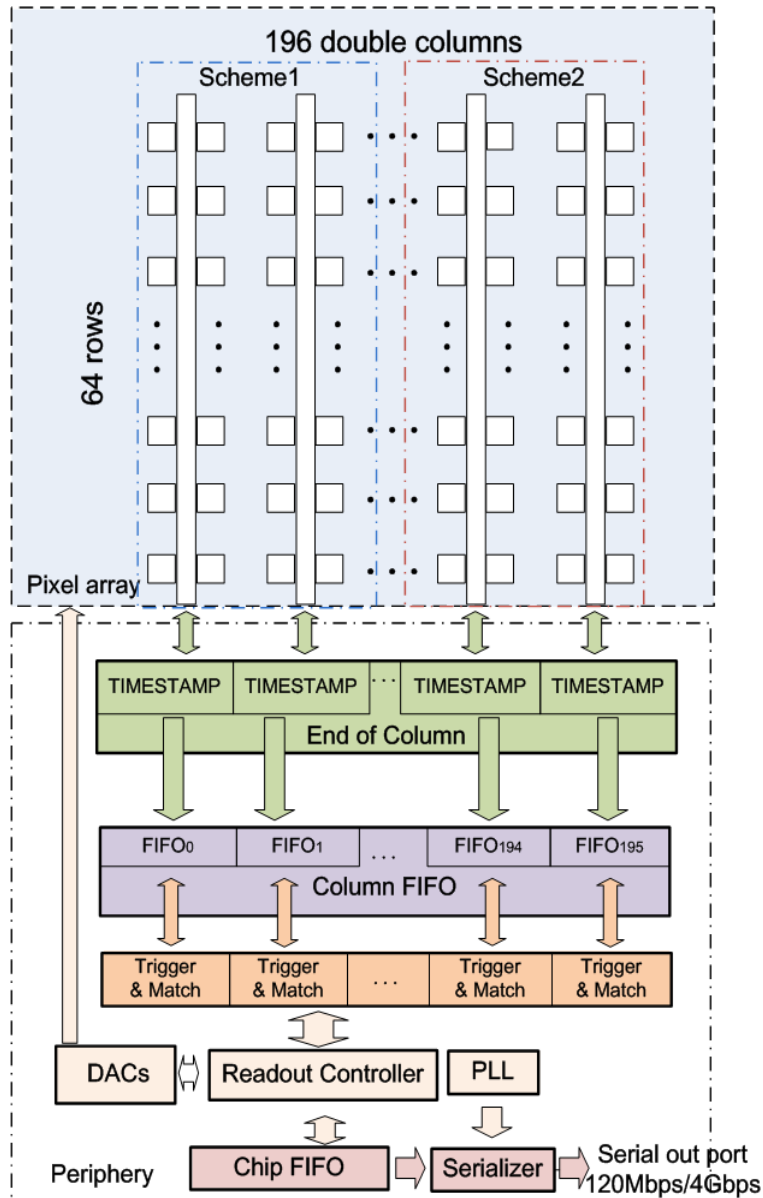 196 double columns
Scheme1 Scheme2
64 rows
Pixel array
TIMESTAMP TIMESTAMP ... TIMESTAMP TIMESTAMP
End of Column
FIFO0 FIFO1 ... FIFO194 FIFO195
Column FIFO
Trigger & Match
Trigger & Match
...
Trigger & Match
Trigger & Match
DACs Readout Controller PLL
Chip FIFO Serializer
Serial out port
120Mbps/4Gbps
Periphery